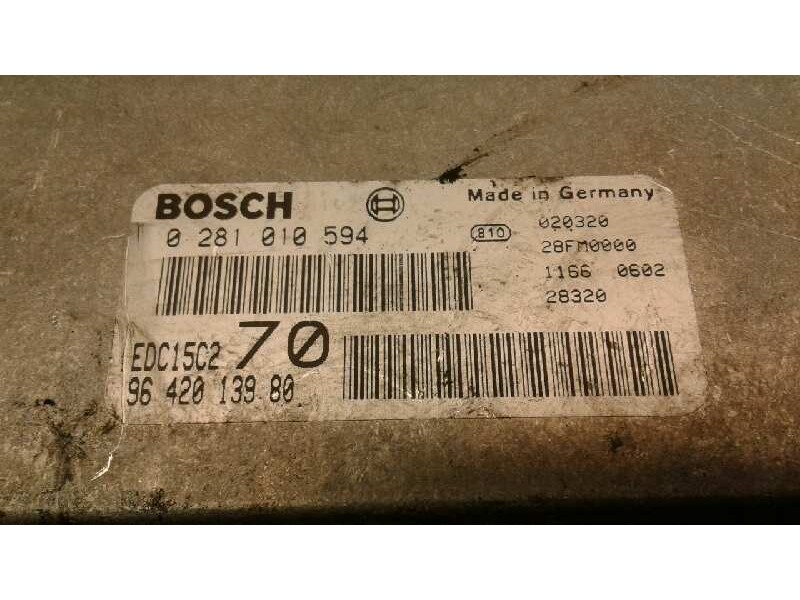 BOSCH
Made in Germany
0 281 010 594
810
020320
28FM0000
1166 0602
28320
EDC15C2 70
96 420 139 80